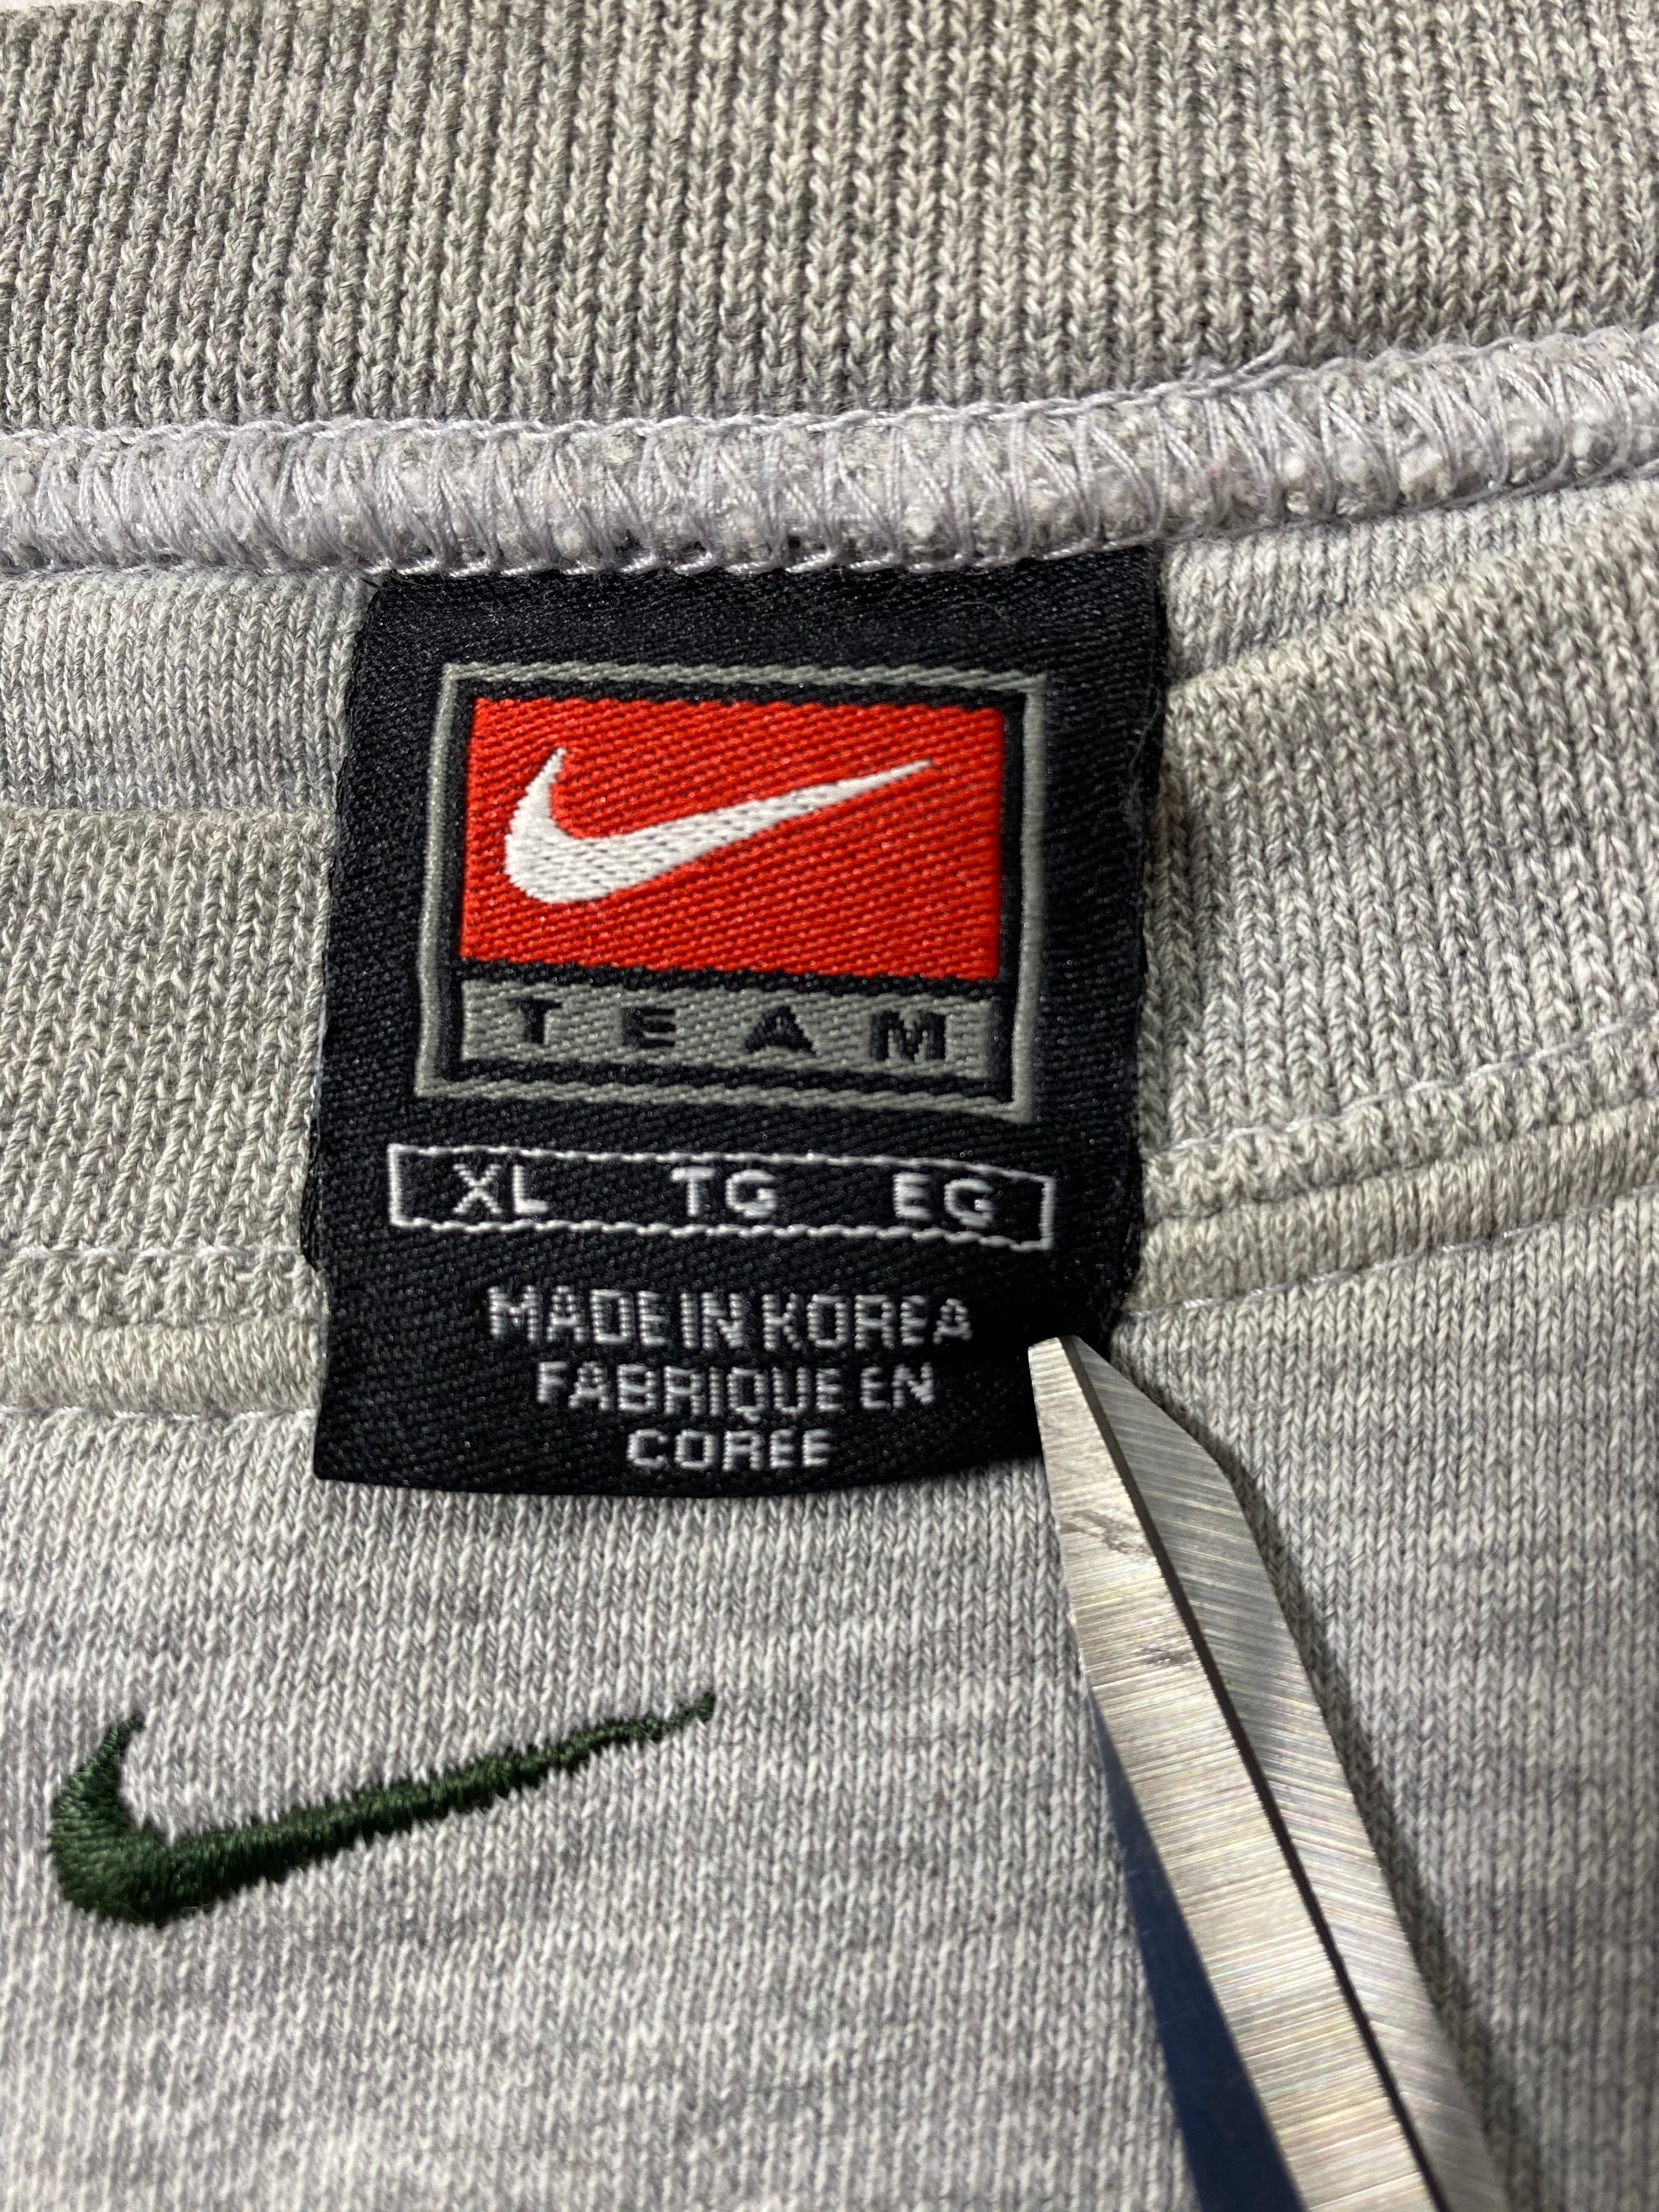 TEAM
XL TG EG
MADE IN KOREA
FABRIQUE EN
COREE